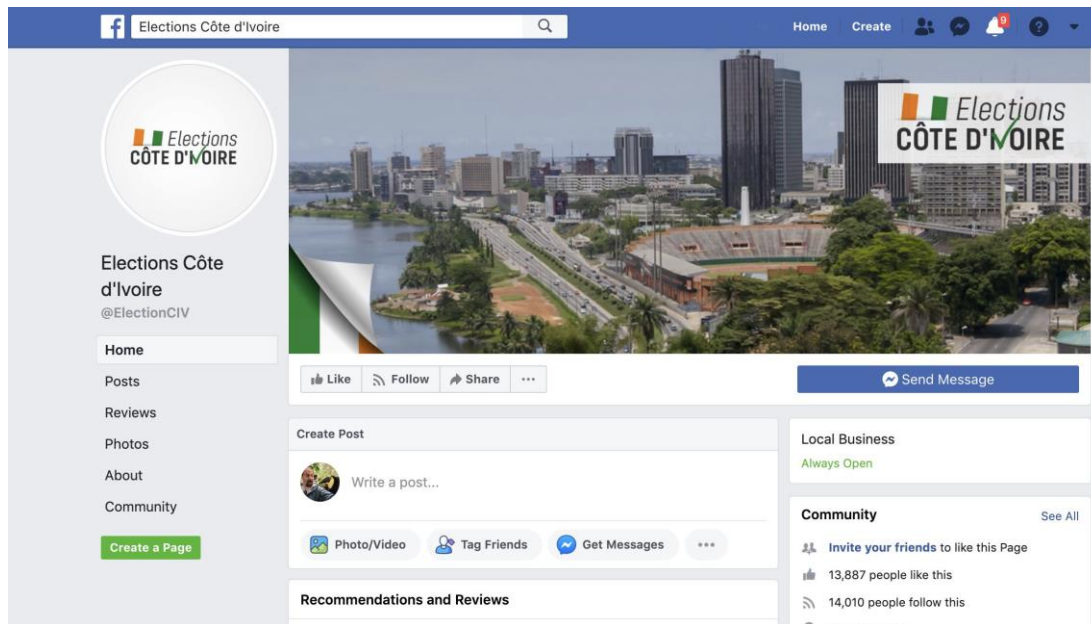 Elections Côte d'Ivoire
Home
Create
9
Elections
CÔTE D'IVOIRE
Elections
CÔTE D'IVOIRE
Elections Côte
d'Ivoire
@ElectionCIV
Home
Posts
Reviews
Photos
About
Community
Create a Page
Like
Follow
Share
Send Message
Create Post
Write a post...
Photo/Video
Tag Friends
Get Messages
Recommendations and Reviews
Local Business
Always Open
Community
See All
Invite your friends to like this Page
13,887 people like this
14,010 people follow this